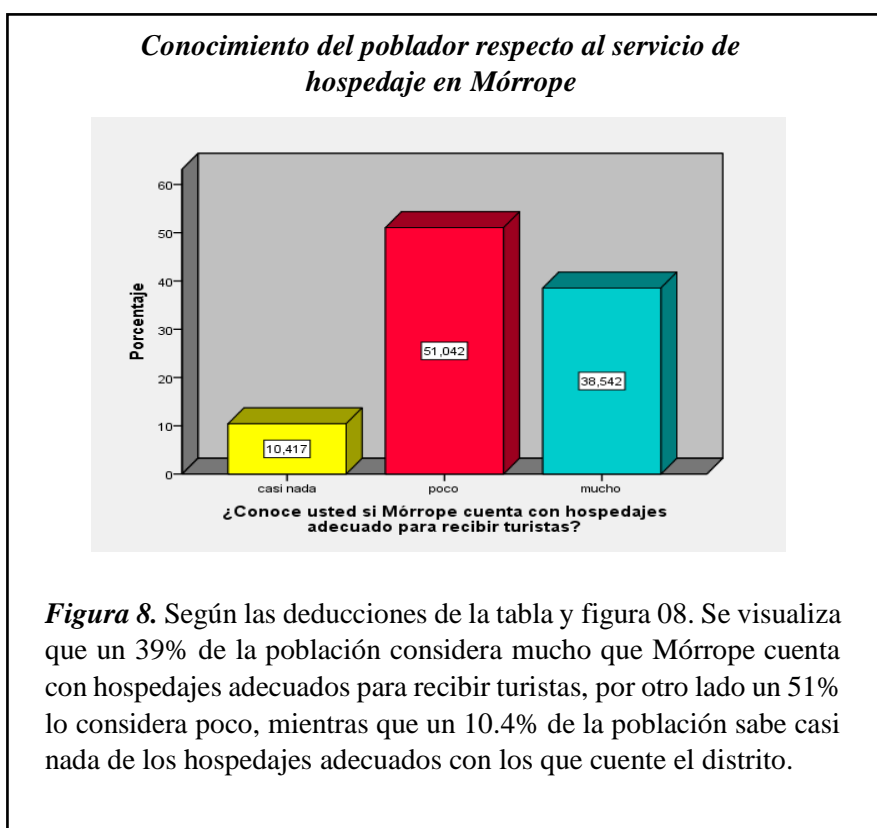 Conocimiento del poblador respecto al servicio de
hospedaje en Mórrope
60
50
40
30
20
10
0
Porcentaje
10,417
51,042
38,542
casi nada
poco
mucho
¿Conoce usted si Mórrope cuenta con hospedajes
adecuado para recibir turistas?
Figura 8. Según las deducciones de la tabla y figura 08. Se visualiza
que un 39% de la población considera mucho que Mórrope cuenta
con hospedajes adecuados para recibir turistas, por otro lado un 51%
lo considera poco, mientras que un 10.4% de la población sabe casi
nada de los hospedajes adecuados con los que cuente el distrito.